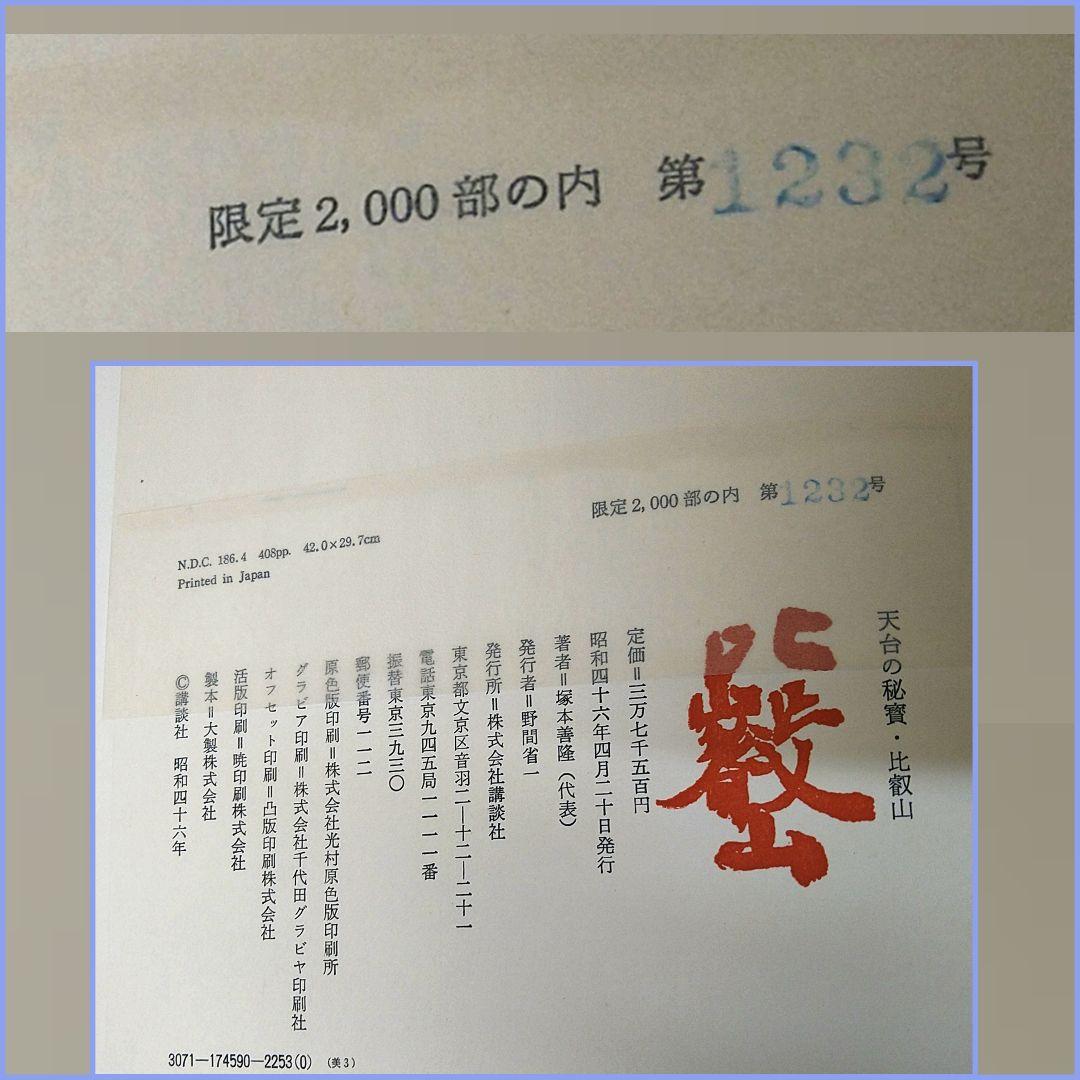 限定2,000部の内 第1232号
限定2,000部の内 第1232号
N.D.C. 186.4 408pp. 42.0×29.7cm
Printed in Japan
天台の秘寶・比叡山
比叡山
定価＝三万七千五百円
昭和四十六年四月二十日発行
著者＝塚本善隆（代表）
発行者＝野間省一
発行所＝株式会社講談社
東京都文京区音羽二―十二―二十一
電話東京九四五局一一一一番
振替東京三九三〇
郵便番号一一二
原色版印刷＝株式会社光村原色版印刷所
グラビア印刷＝株式会社千代田グラビヤ印刷社
オフセット印刷＝凸版印刷株式会社
活版印刷＝暁印刷株式会社
製本＝大製株式会社
©講談社 昭和四十六年
3071―174590―2253(0) (美3)